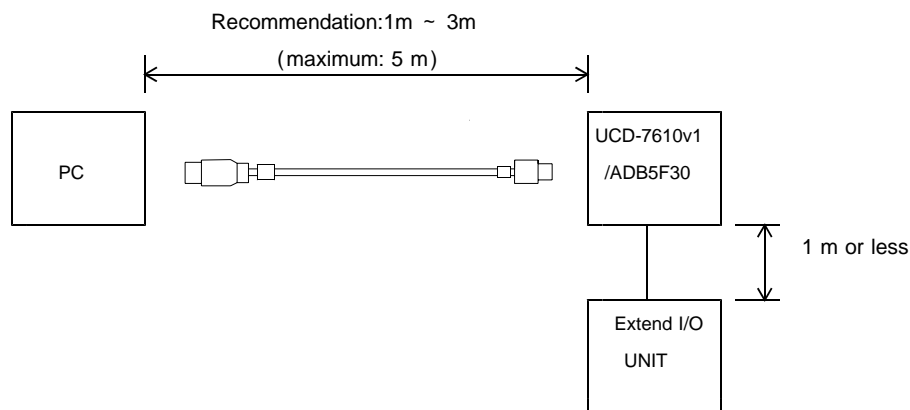 Recommendation:1m ~ 3m
(maximum: 5 m)
PC
UCD-7610v1
/ADB5F30
1 m or less
Extend I/O
UNIT